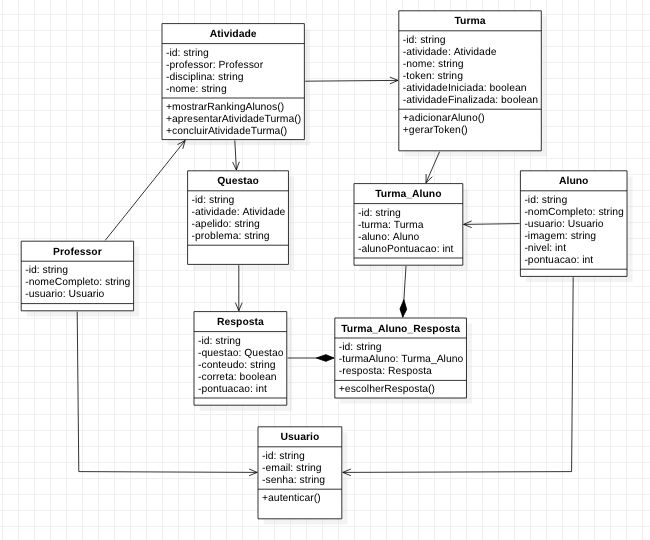 Atividade
-id: string
-professor: Professor
-disciplina: string
-nome: string
+mostrarRankingAlunos()
+apresentarAtividadeTurma()
+concluirAtividadeTurma()
Turma
-id: string
-atividade: Atividade
-nome: string
-token: string
-atividadeIniciada: boolean
-atividadeFinalizada: boolean
+adicionarAluno()
+gerarToken()
Questao
-id: string
-atividade: Atividade
-apelido: string
-problema: string
Turma_Aluno
-id: string
-turma: Turma
-aluno: Aluno
-alunoPontuacao: int
Aluno
-id: string
-nomCompleto: string
-usuario: Usuario
-imagem: string
-nivel: int
-pontuacao: int
Professor
-id: string
-nomeCompleto: string
-usuario: Usuario
Resposta
-id: string
-questao: Questao
-conteudo: string
-correta: boolean
-pontuacao: int
Turma_Aluno_Resposta
-id: string
-turmaAluno: Turma_Aluno
-resposta: Resposta
+escolherResposta()
Usuario
-id: string
-email: string
-senha: string
+autenticar()